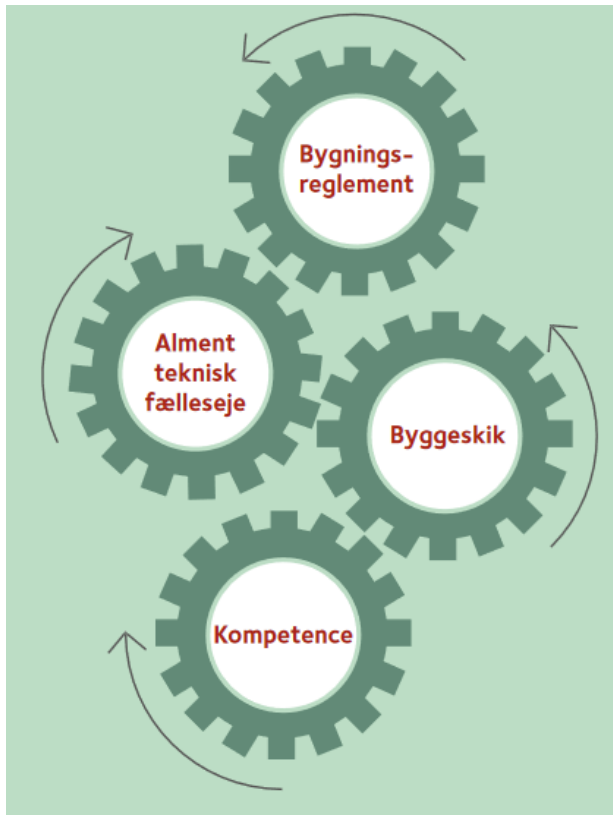 Bygnings-
reglement
Alment
teknisk
fælleseje
Byggeskik
Kompetence